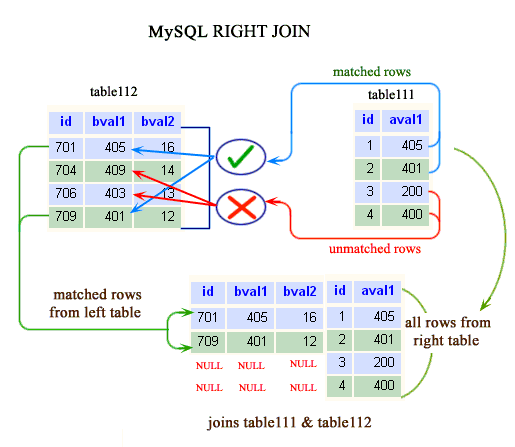 MySQL RIGHT JOIN
matched rows
table112
table111
id bval1 bval2
701 405 16
704 409 14
706 403 13
709 401 12
id aval1
1 405
2 401
3 200
4 400
unmatched rows
matched rows
from left table
id bval1 bval2 id aval1
701 405 16 1 405
709 401 12 2 401
NULL NULL NULL 3 200
NULL NULL NULL 4 400
all rows from
right table
joins table111 & table112